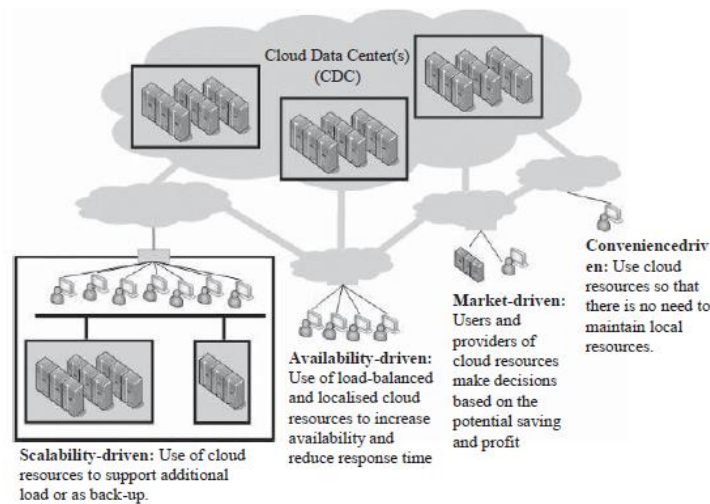 Cloud Data Center(s)
(CDC)
Scalability-driven: Use of cloud
resources to support additional
load or as back-up.
Availability-driven:
Use of load-balanced
and localised cloud
resources to increase
availability and
reduce response time
Market-driven:
Users and
providers of
cloud resources
make decisions
based on the
potential saving
and profit
Conveniencedriv
en: Use cloud
resources so that
there is no need to
maintain local
resources.